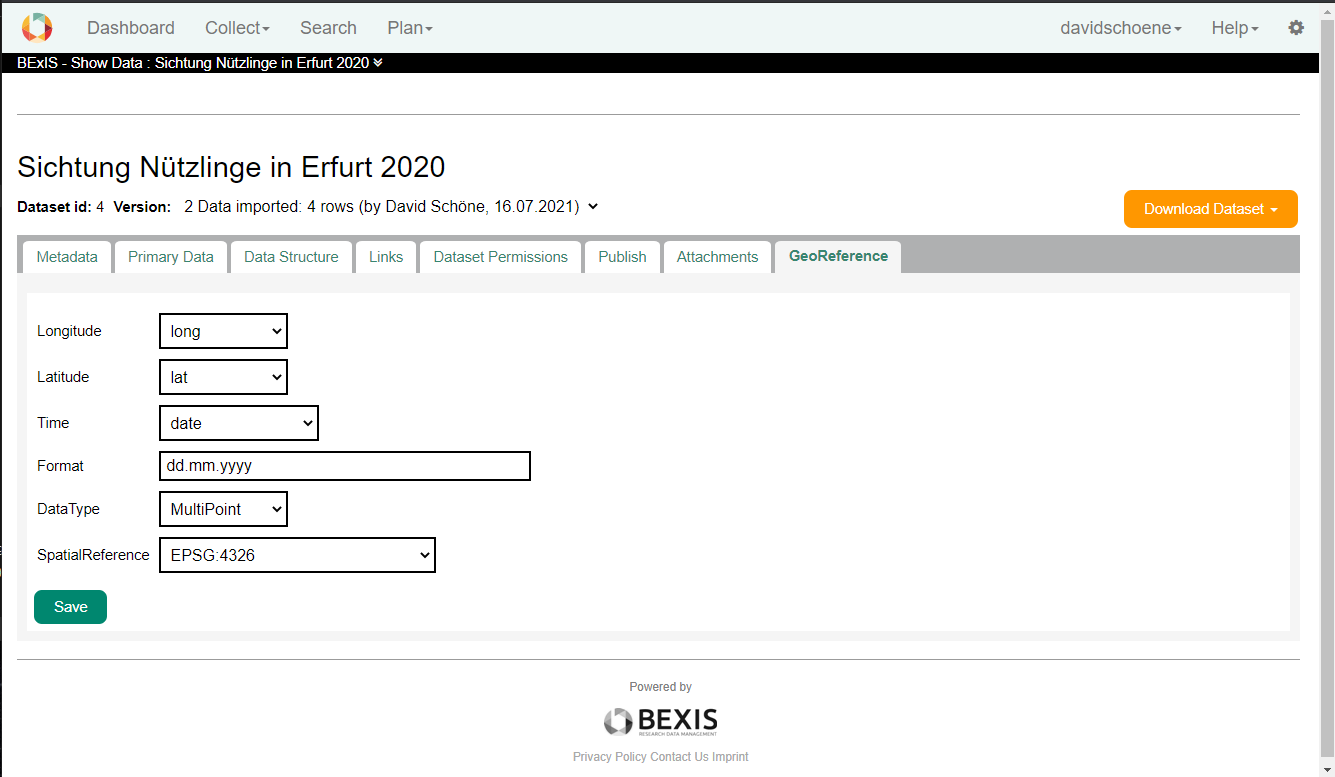 Dashboard Collect Search Plan davidschoene Help
BExIS - Show Data : Sichtung Nützlinge in Erfurt 2020
Sichtung Nützlinge in Erfurt 2020
Dataset id: 4 Version: 2 Data imported: 4 rows (by David Schöne, 16.07.2021)
Download Dataset
Metadata Primary Data Data Structure Links Dataset Permissions Publish Attachments GeoReference
Longitude long
Latitude lat
Time date
Format dd.mm.yyyy
DataType MultiPoint
SpatialReference EPSG:4326
Save
Powered by
BEXIS
RESEARCH DATA MANAGEMENT
Privacy Policy Contact Us Imprint